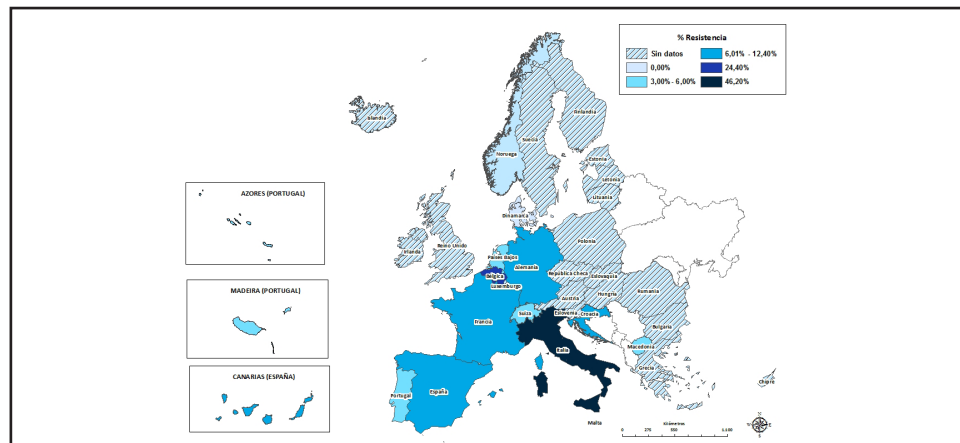 % Resistencia
Sin datos
6,01% - 12,40%
0,00%
24,40%
3,00% - 6,00%
46,20%
Islandia
Finlandia
Suecia
Noruega
Estonia
Letonia
Lituania
AZORES (PORTUGAL)
Dinamarca
Reino Unido
Irlanda
Polonia
Países Bajos
Alemania
Bélgica
República checa
Eslovaquia
Luxemburgo
MADEIRA (PORTUGAL)
Austria
Hungría
Rumanía
Suiza
Eslovenia
Croacia
Francia
Bulgaria
Italia
Macedonia
Grecia
CANARIAS (ESPAÑA)
Chipre
España
Portugal
Malta
Kilómetros
0
275
550
1.100
N
E
S